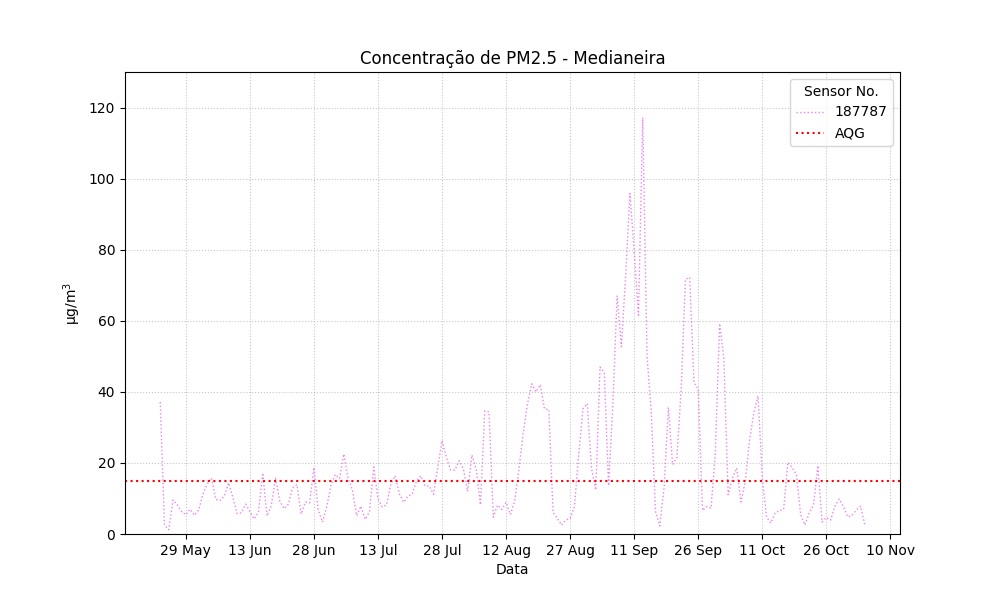 Concentração de PM2.5 - Medianeira
Sensor No.
187787
AQG
µg/m³
120
100
80
60
40
20
0
29 May 13 Jun 28 Jun 13 Jul 28 Jul 12 Aug 27 Aug 11 Sep 26 Sep 11 Oct 26 Oct 10 Nov
Data